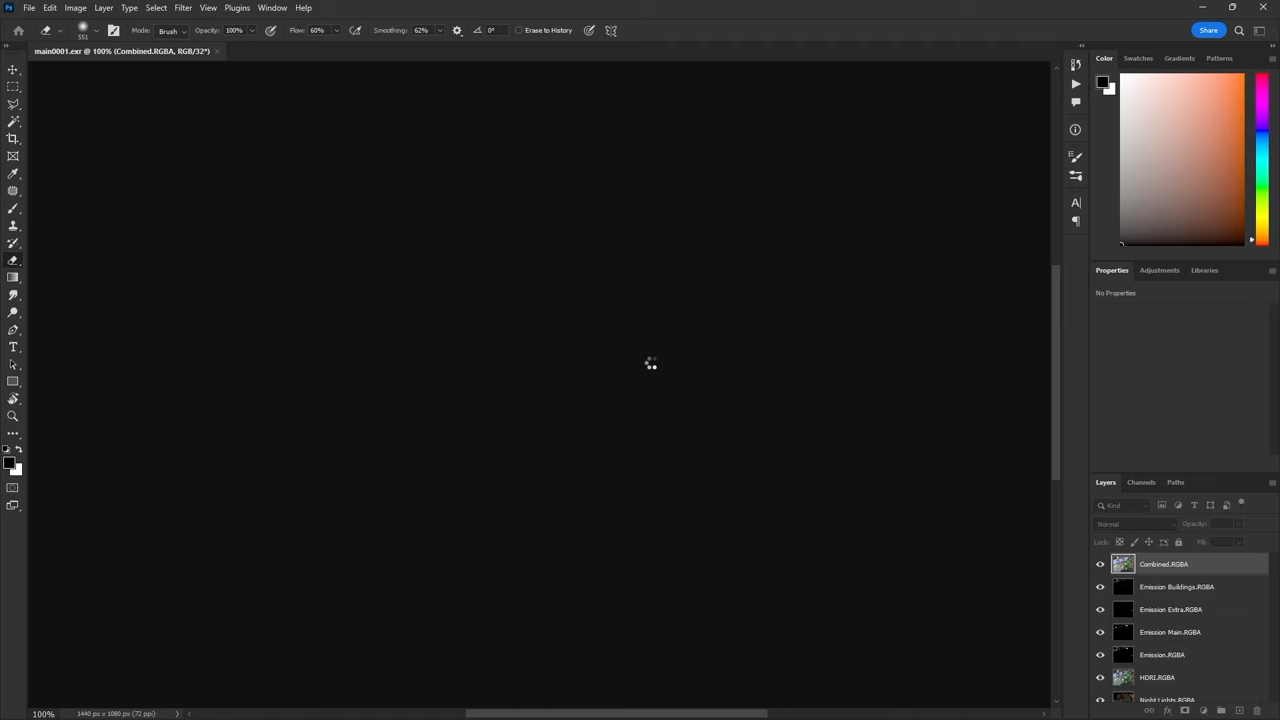 Ps File Edit Image Layer Type Select Filter View Plugins Window Help
551 Mode: Brush Opacity: 100% Flow: 60% Smoothing: 62% 0° Erase to History Share
main0001.exr @ 100% (Combined.RGBA, RGB/32*) ×
Color Swatches Gradients Patterns
Properties Adjustments Libraries
No Properties
Layers Channels Paths
Kind
Normal Opacity:
Lock: Fill:
Combined.RGBA
Emission Buildings.RGBA
Emission Extra.RGBA
Emission Main.RGBA
Emission.RGBA
HDRI.RGBA
Night Lights.RGBA
100% 1440 px x 1080 px (72 ppi)